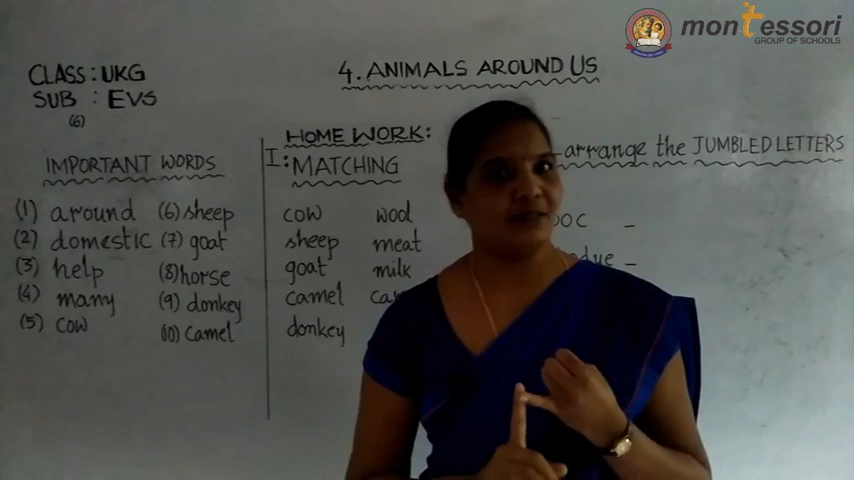 montessori
GROUP OF SCHOOLS
CLASS: UKG
SUB : EVS
(6)
4. ANIMALS AROUND US
IMPORTANT WORDS
(1) around (6) sheep
(2) domestic (7) goat
(3) help (8) horse
(4) many (9) donkey
(5) cow (10) camel
HOME WORK:
I: MATCHING
cow wool
sheep meat
goat milk
camel
donkey
arrange the JUMBLED LETTERS